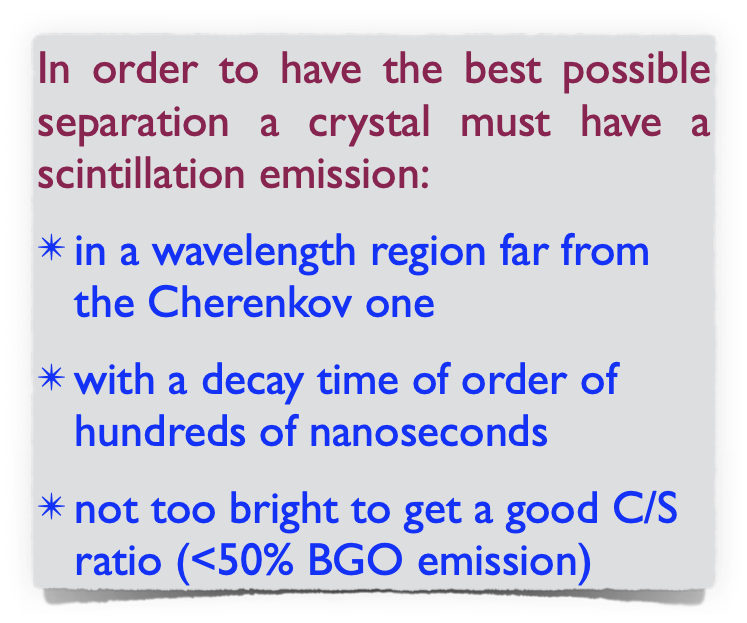 In order to have the best possible
separation a crystal must have a
scintillation emission:
✴ in a wavelength region far from
the Cherenkov one
✴ with a decay time of order of
hundreds of nanoseconds
✴ not too bright to get a good C/S
ratio (<50% BGO emission)